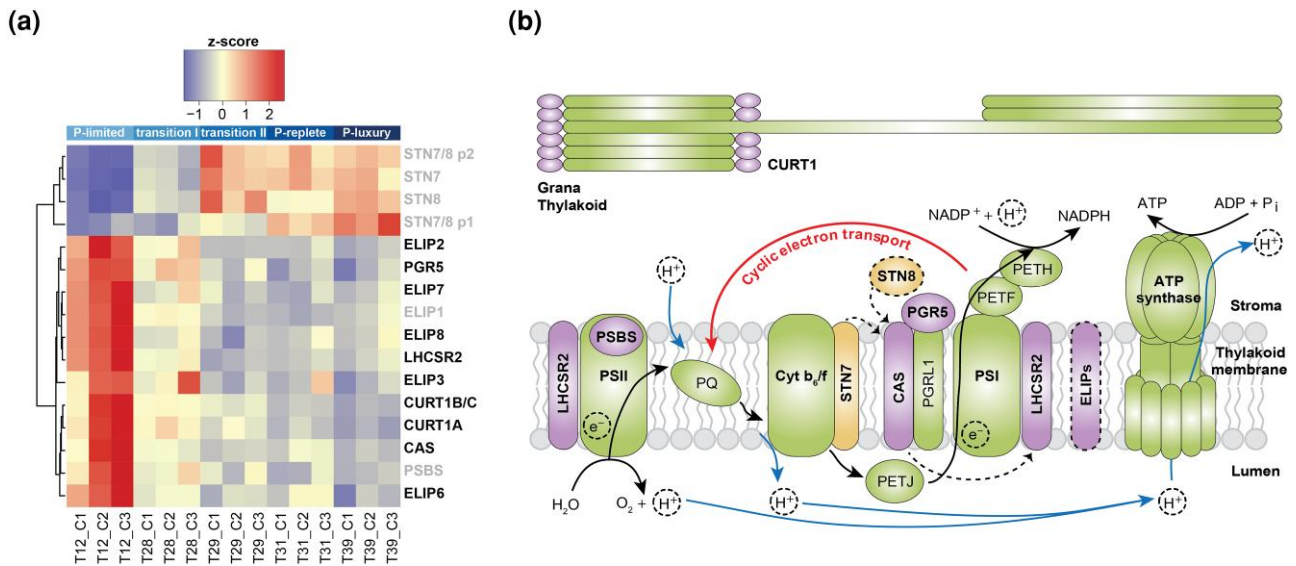 (a)
z-score
−1 0 1 2
P-limited transition I transition II P-replete P-luxury
STN7/8 p2
STN7
STN8
STN7/8 p1
ELIP2
PGR5
ELIP7
ELIP1
ELIP8
LHCSR2
ELIP3
CURT1B/C
CURT1A
CAS
PSBS
ELIP6
T12_C1
T12_C2
T12_C3
T28_C1
T28_C2
T28_C3
T29_C1
T29_C2
T29_C3
T31_C1
T31_C2
T31_C3
T39_C1
T39_C2
T39_C3
(b)
CURT1
Grana
Thylakoid
NADP⁺ + H⁺
NADPH
ATP
ADP + Pᵢ
H⁺
Cyclic electron transport
H⁺
STN8
PETH
PETF
PGR5
ATP
synthase
Stroma
Thylakoid
membrane
Lumen
LHCSR2
PSBS
PSII
e⁻
PQ
Cyt b₆/f
STN7
CAS
PGRL1
PSI
e⁻
LHCSR2
ELIPs
PETJ
H₂O
O₂ + H⁺
H⁺
H⁺